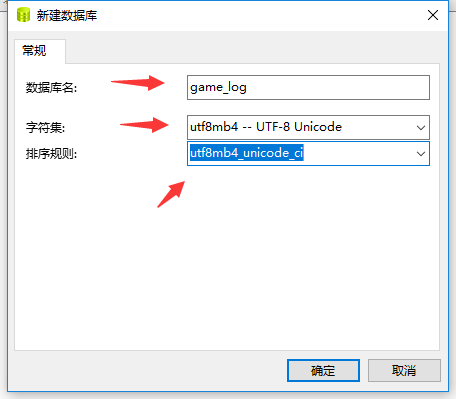 新建数据库
常规
数据库名: game_log
字符集: utf8mb4 -- UTF-8 Unicode
排序规则: utf8mb4_unicode_ci
确定 取消